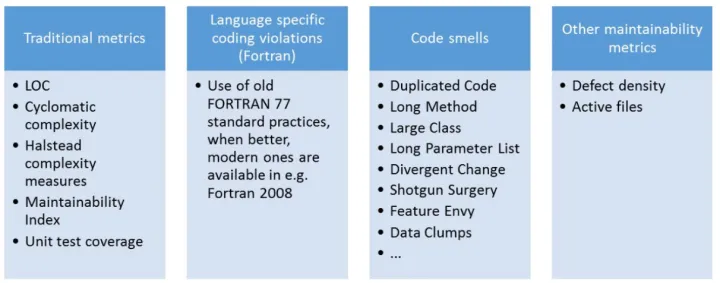 Traditional metrics
• LOC
• Cyclomatic
complexity
• Halstead
complexity
measures
• Maintainability
Index
• Unit test coverage
Language specific
coding violations
(Fortran)
• Use of old
FORTRAN 77
standard practices,
when better,
modern ones are
available in e.g.
Fortran 2008
Code smells
• Duplicated Code
• Long Method
• Large Class
• Long Parameter List
• Divergent Change
• Shotgun Surgery
• Feature Envy
• Data Clumps
• ...
Other maintainability
metrics
• Defect density
• Active files